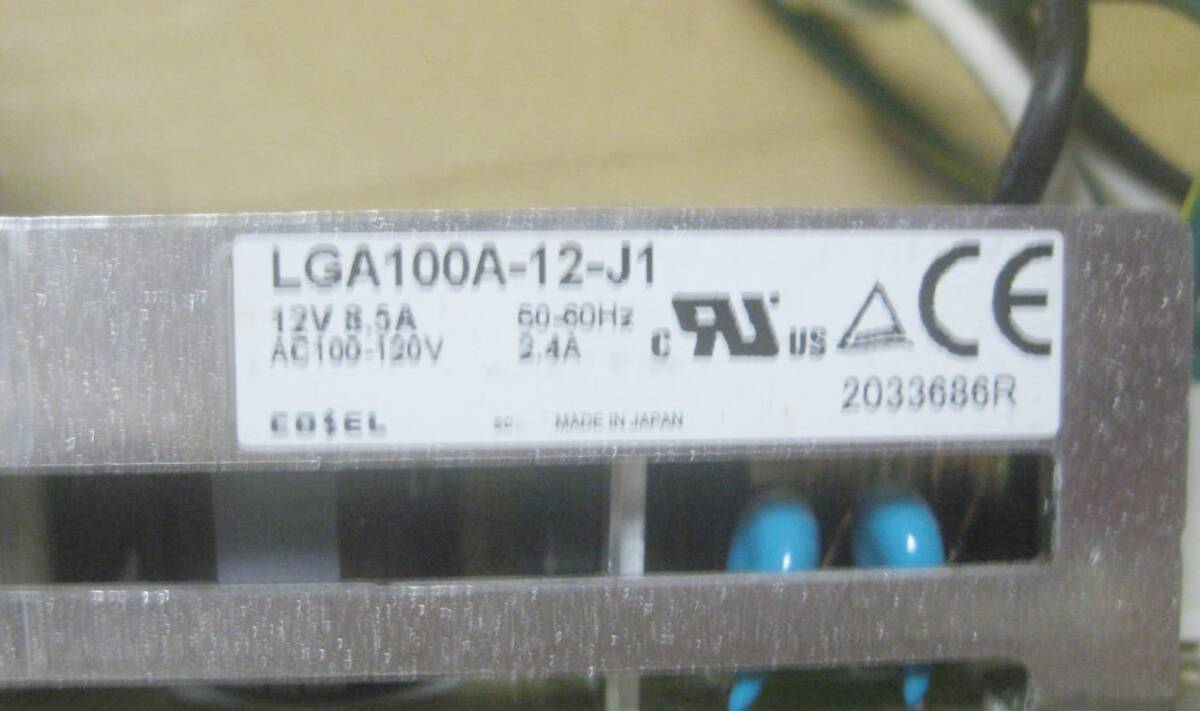 LGA100A-12-J1
12V 8.5A 50-60Hz
AC100-120V 2.4A
C RU US CE
2033686R
COSEL MADE IN JAPAN